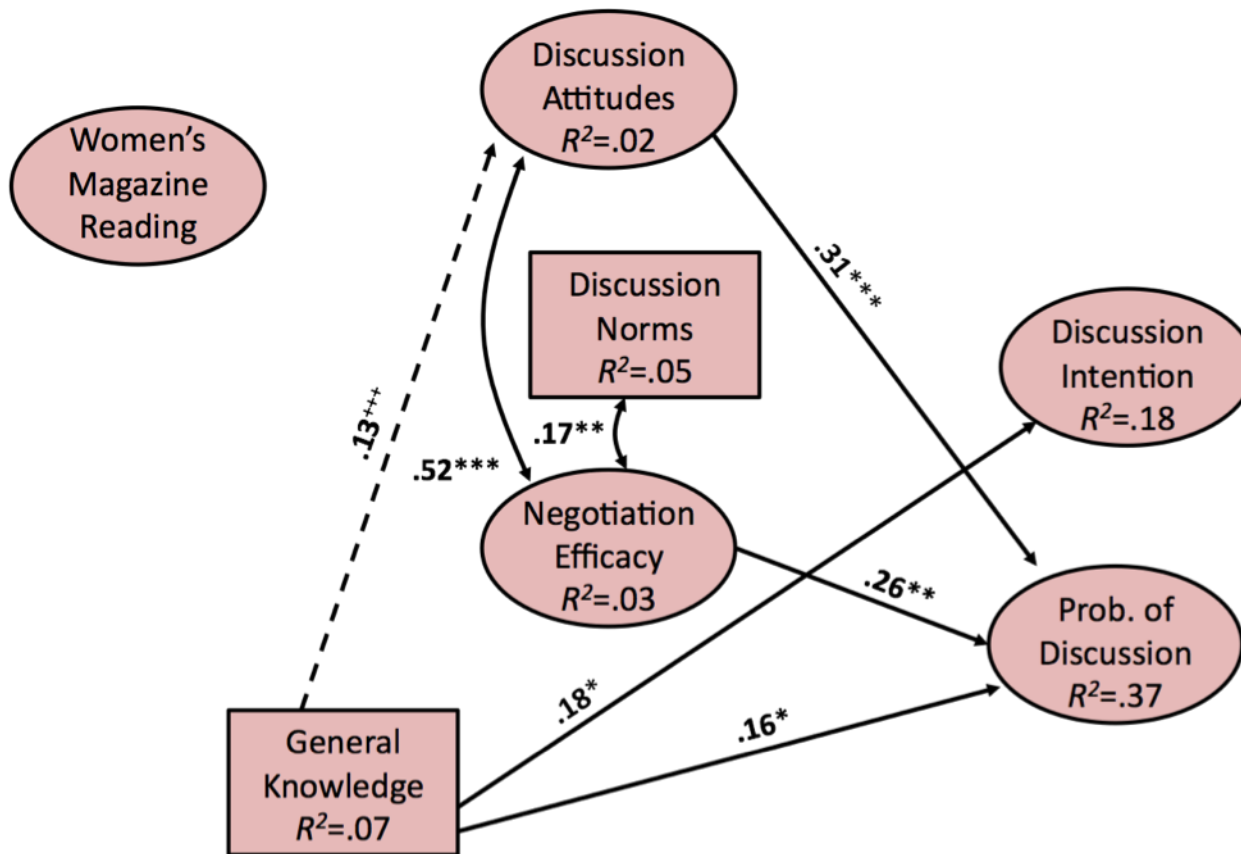 Discussion
Attitudes
R²=.02
Women's
Magazine
Reading
Discussion
Norms
R²=.05
.31***
Discussion
Intention
R²=.18
.13⁺⁺⁺
.17**
.52***
Negotiation
Efficacy
R²=.03
.26**
Prob. of
Discussion
R²=.37
.18*
.16*
General
Knowledge
R²=.07